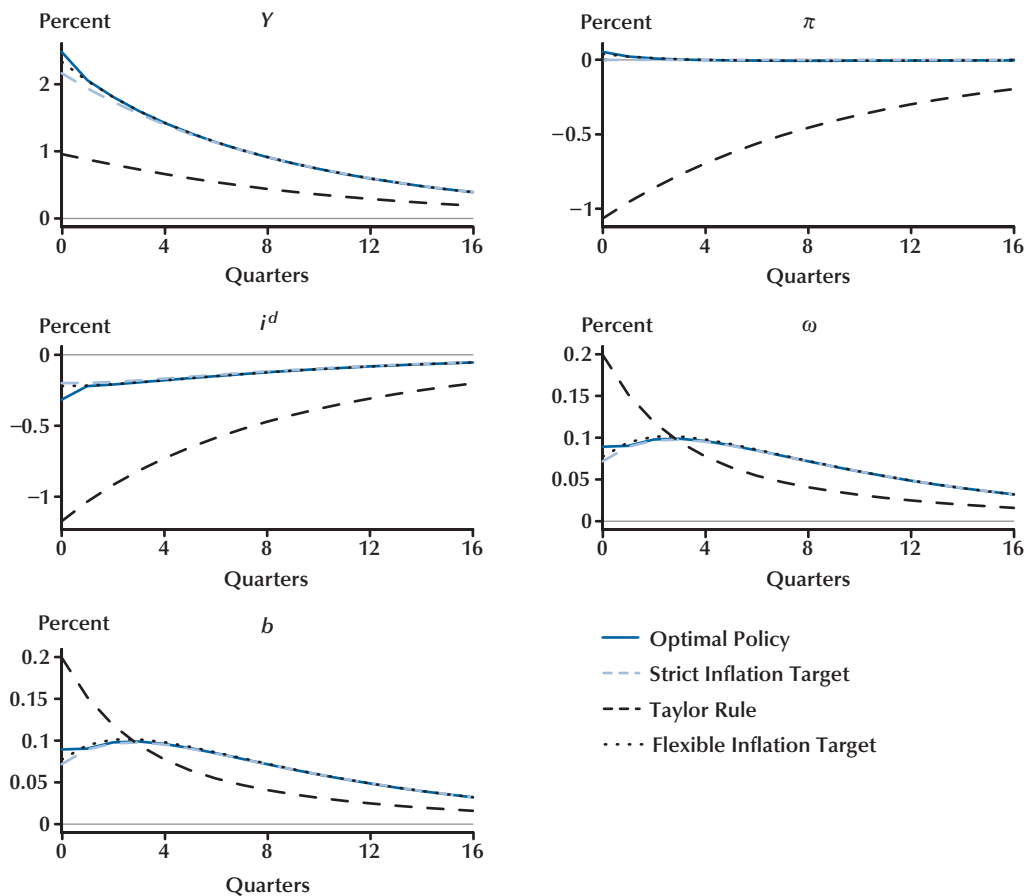 Percent
Y
2
1
0
0 4 8 12 16
Quarters
Percent
π
0
−0.5
−1
0 4 8 12 16
Quarters
Percent
i^d
0
−0.5
−1
0 4 8 12 16
Quarters
Percent
ω
0.2
0.15
0.1
0.05
0
0 4 8 12 16
Quarters
Percent
b
0.2
0.15
0.1
0.05
0
0 4 8 12 16
Quarters
Optimal Policy
Strict Inflation Target
Taylor Rule
Flexible Inflation Target